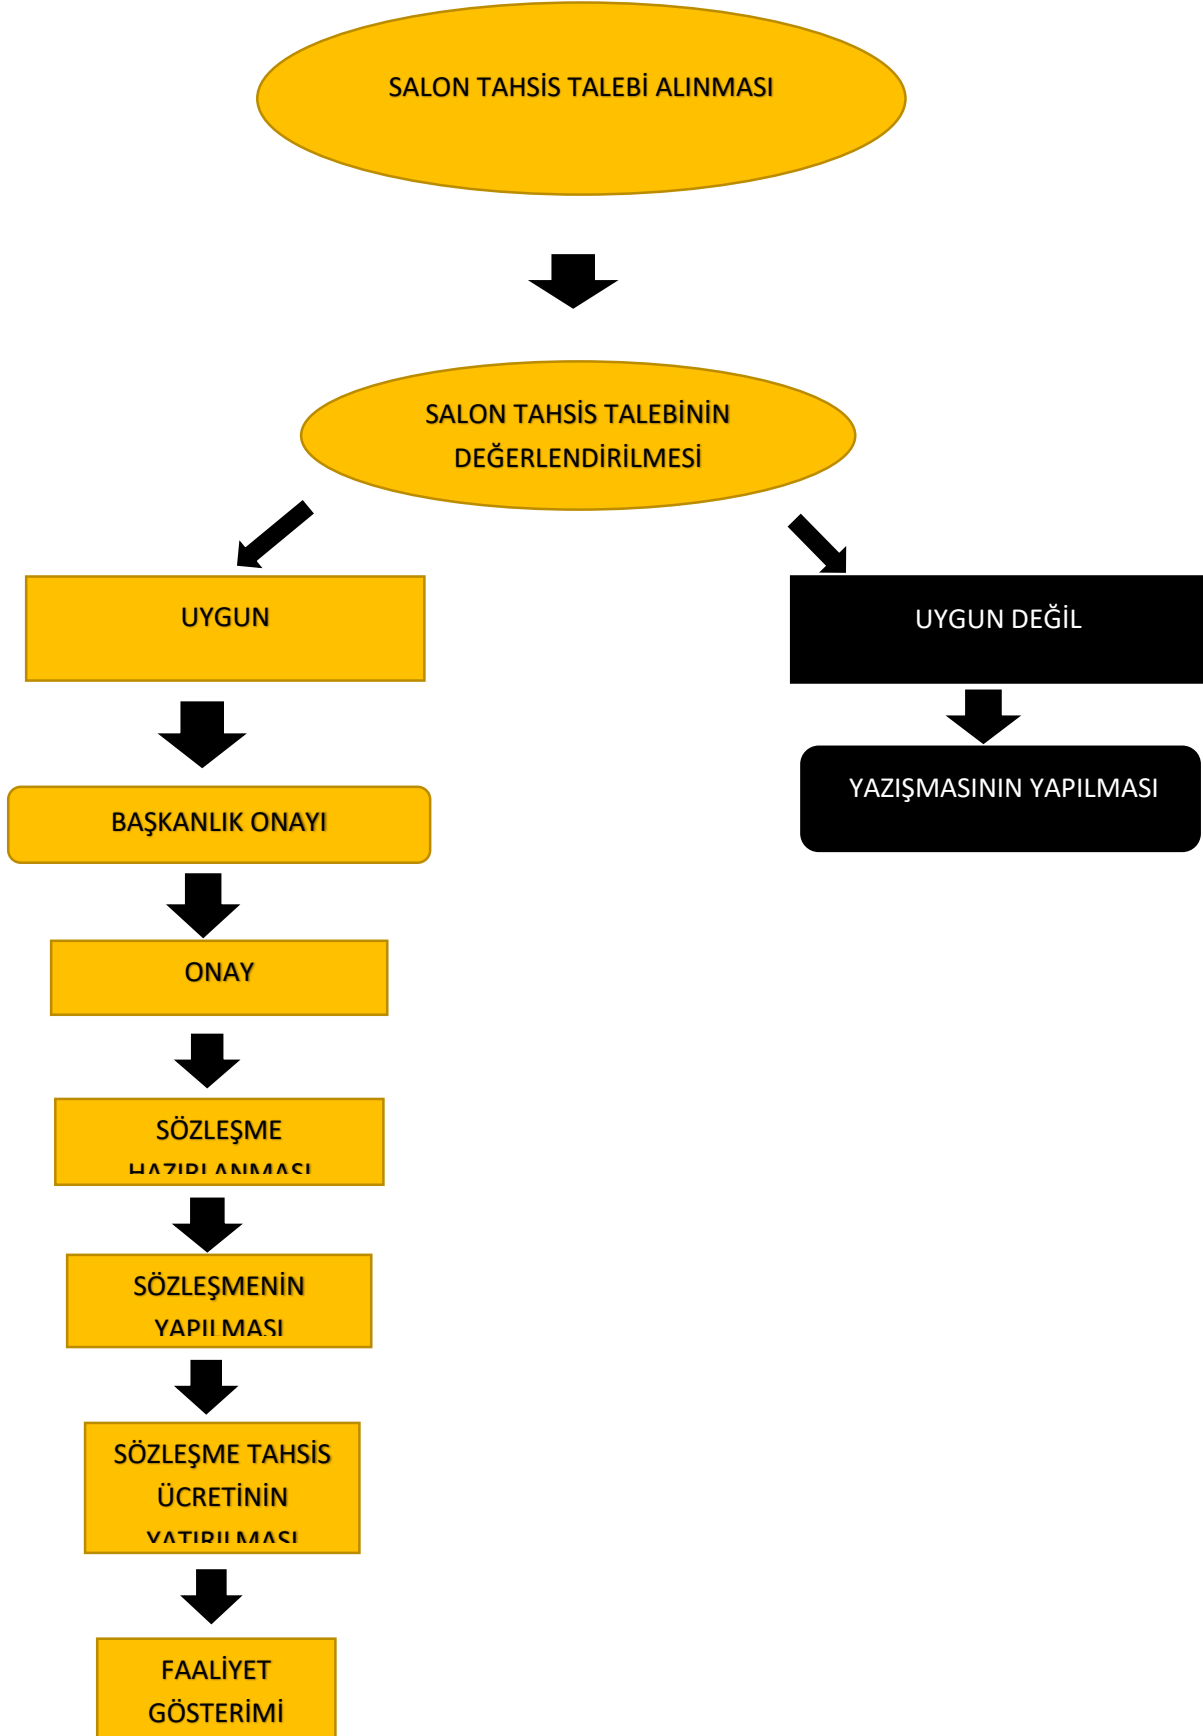 SALON TAHSİS TALEBİ ALINMASI
SALON TAHSİS TALEBİNİN
DEĞERLENDİRİLMESİ
UYGUN
UYGUN DEĞİL
YAZIŞMASININ YAPILMASI
BAŞKANLIK ONAYI
ONAY
SÖZLEŞME
HAZIRLANMASI
SÖZLEŞMENİN
YAPILMASI
SÖZLEŞME TAHSİS
ÜCRETİNİN
YATIRILMASI
FAALİYET
GÖSTERİMİ